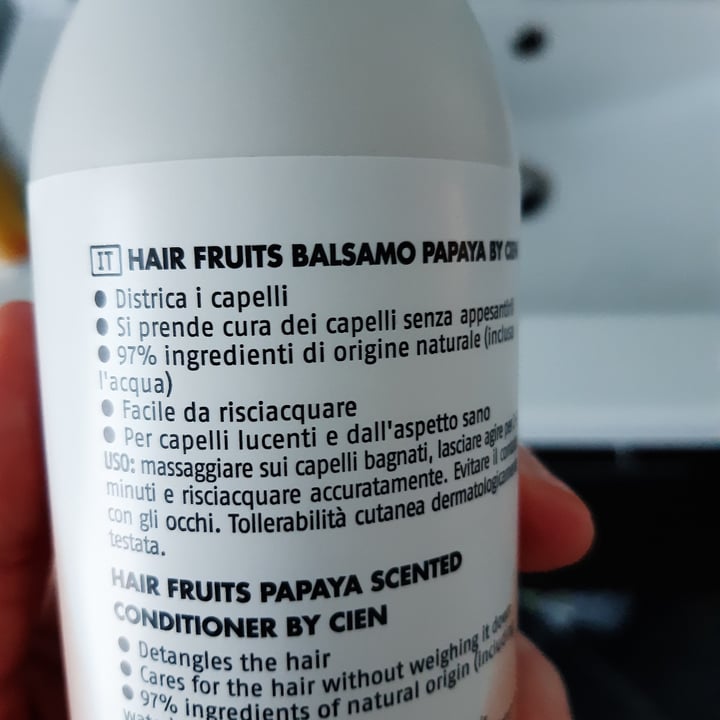 IT HAIR FRUITS BALSAMO PAPAYA BY CIEN
● Districa i capelli
● Si prende cura dei capelli senza appesantirli
● 97% ingredienti di origine naturale (inclusa
l'acqua)
● Facile da risciacquare
● Per capelli lucenti e dall'aspetto sano
USO: massaggiare sui capelli bagnati, lasciare agire per
minuti e risciacquare accuratamente. Evitare il
con gli occhi. Tollerabilità cutanea dermatologicamente
testata.
HAIR FRUITS PAPAYA SCENTED
CONDITIONER BY CIEN
● Detangles the hair
● Cares for the hair without weighing it down
● 97% ingredients of natural origin (including